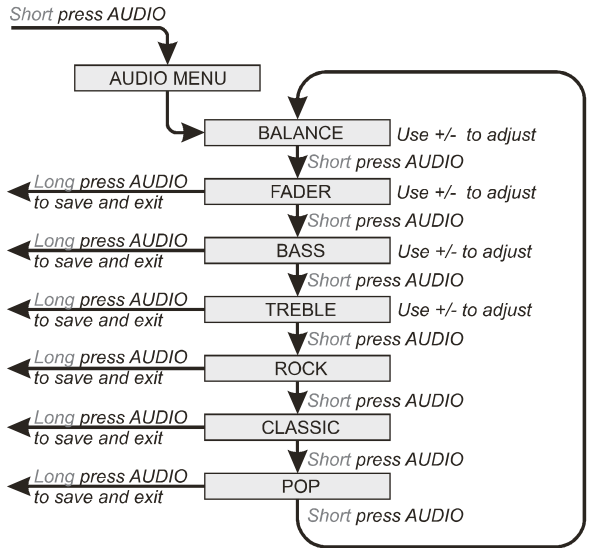 Short press AUDIO
AUDIO MENU
BALANCE Use +/- to adjust
Short press AUDIO
Long press AUDIO
to save and exit
FADER Use +/- to adjust
Short press AUDIO
Long press AUDIO
to save and exit
BASS Use +/- to adjust
Short press AUDIO
Long press AUDIO
to save and exit
TREBLE Use +/- to adjust
Short press AUDIO
Long press AUDIO
to save and exit
ROCK
Short press AUDIO
Long press AUDIO
to save and exit
CLASSIC
Short press AUDIO
Long press AUDIO
to save and exit
POP
Short press AUDIO